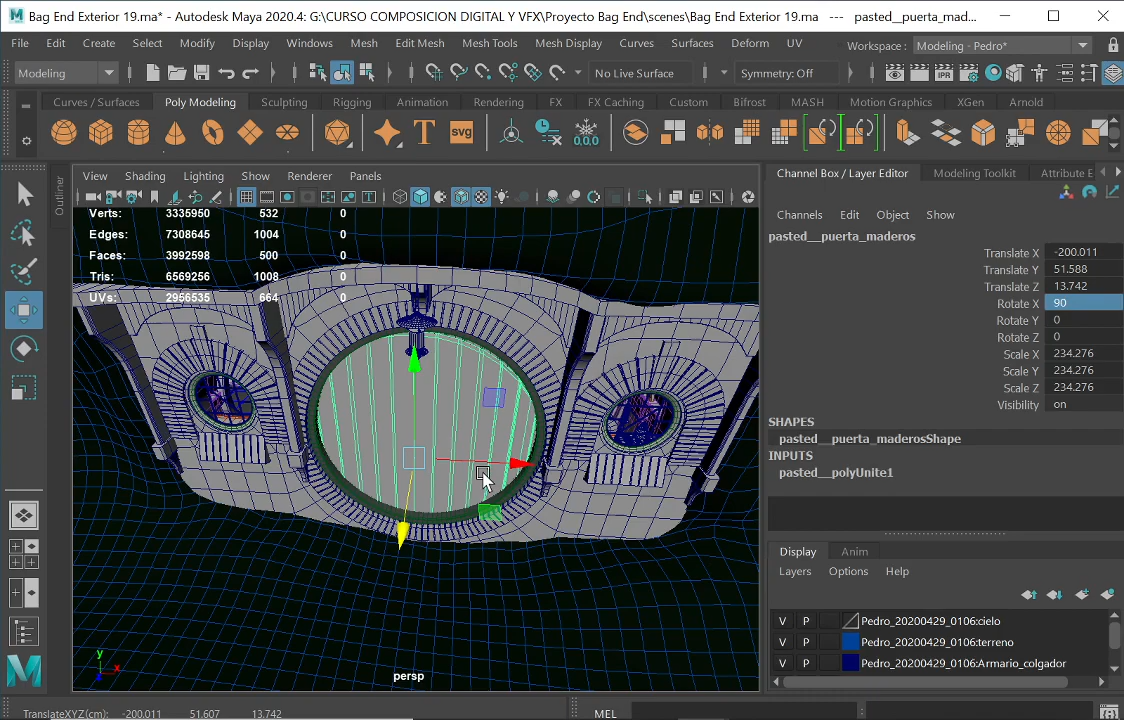 Bag End Exterior 19.ma* - Autodesk Maya 2020.4: G:\CURSO COMPOSICION DIGITAL Y VFX\Proyecto Bag End\scenes\Bag End Exterior 19.ma --- pasted__puerta_mad...
File Edit Create Select Modify Display Windows Mesh Edit Mesh Mesh Tools Mesh Display Curves Surfaces Deform UV Workspace : Modeling - Pedro*
Modeling No Live Surface Symmetry: Off IPR
Curves / Surfaces Poly Modeling Sculpting Rigging Animation Rendering FX FX Caching Custom Bifrost MASH Motion Graphics XGen Arnold
T SVG 0,0,0
Outliner
View Shading Lighting Show Renderer Panels
Verts: 3335950 532 0
Edges: 7308645 1004 0
Faces: 3992598 500 0
Tris: 6569256 1008 0
UVs: 2956535 664 0
y
x
z
persp
Channel Box / Layer Editor Modeling Toolkit Attribute E
Channels Edit Object Show
pasted__puerta_maderos
Translate X -200.011
Translate Y 51.588
Translate Z 13.742
Rotate X 90
Rotate Y 0
Rotate Z 0
Scale X 234.276
Scale Y 234.276
Scale Z 234.276
Visibility on
SHAPES
pasted__puerta_maderosShape
INPUTS
pasted__polyUnite1
Display Anim
Layers Options Help
V P Pedro_20200429_0106:cielo
V P Pedro_20200429_0106:terreno
V P Pedro_20200429_0106:Armario_colgador
TranslateXYZ(cm): -200.011 51.607 13.742 MEL